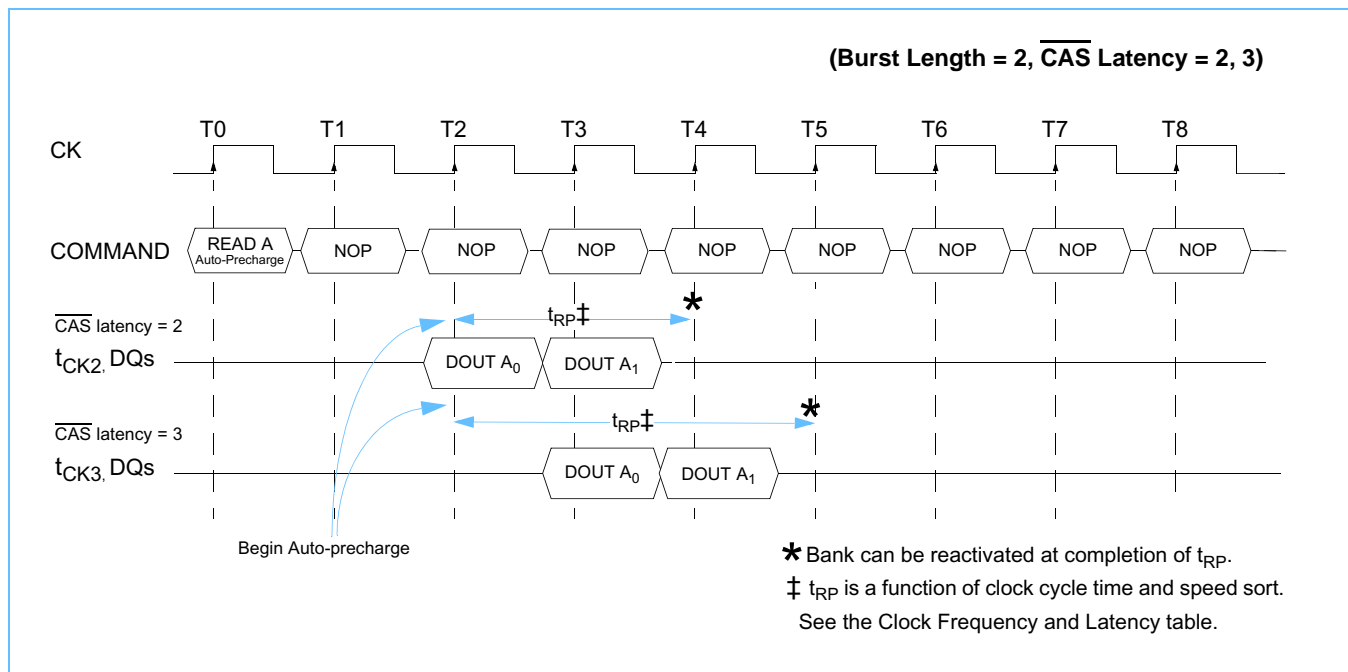 (Burst Length = 2, CAS Latency = 2, 3)
T0 T1 T2 T3 T4 T5 T6 T7 T8
CK
COMMAND
READ A
Auto-Precharge
NOP NOP NOP NOP NOP NOP NOP NOP
* 
tRP‡
CAS latency = 2
tCK2, DQs
DOUT A0 DOUT A1
*
tRP‡
CAS latency = 3
tCK3, DQs
DOUT A0 DOUT A1
Begin Auto-precharge
* Bank can be reactivated at completion of tRP.
‡ tRP is a function of clock cycle time and speed sort.
See the Clock Frequency and Latency table.